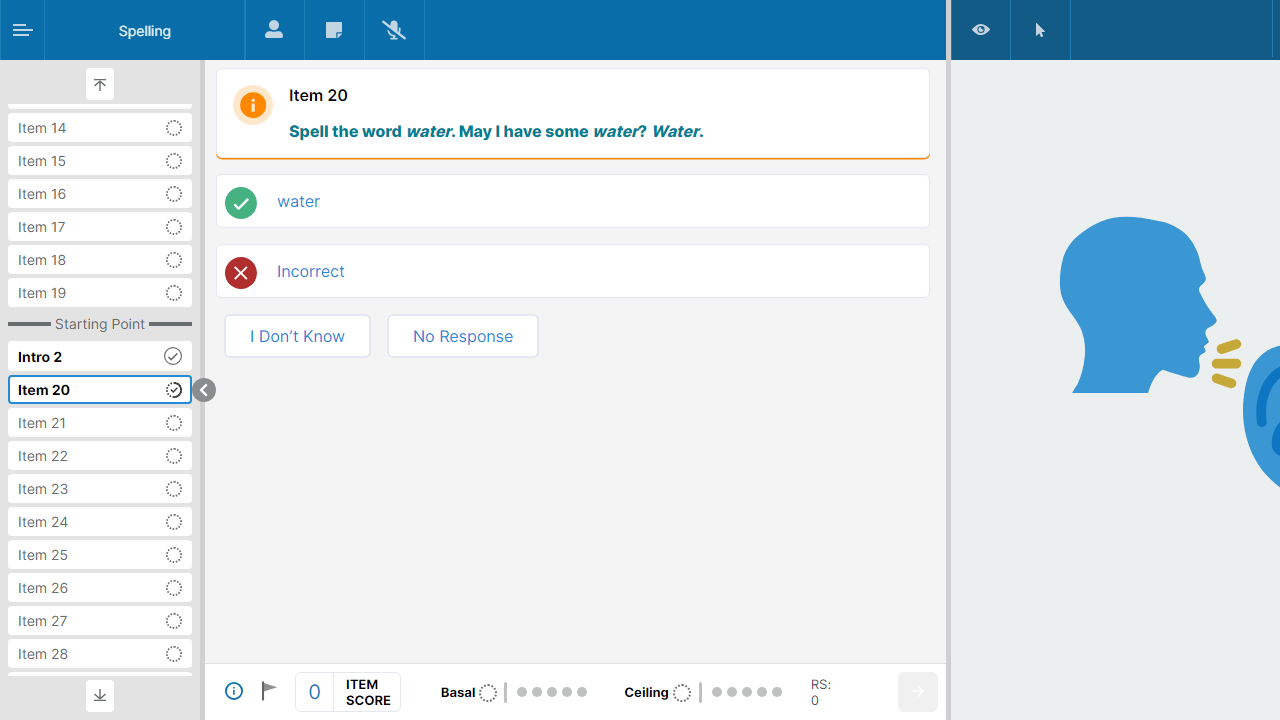 Spelling
Item 14
Item 15
Item 16
Item 17
Item 18
Item 19
Starting Point
Intro 2
Item 20
Item 21
Item 22
Item 23
Item 24
Item 25
Item 26
Item 27
Item 28
Item 20
Spell the word water. May I have some water? Water.
water
Incorrect
I Don’t Know
No Response
0
ITEM
SCORE
Basal
Ceiling
RS:
0